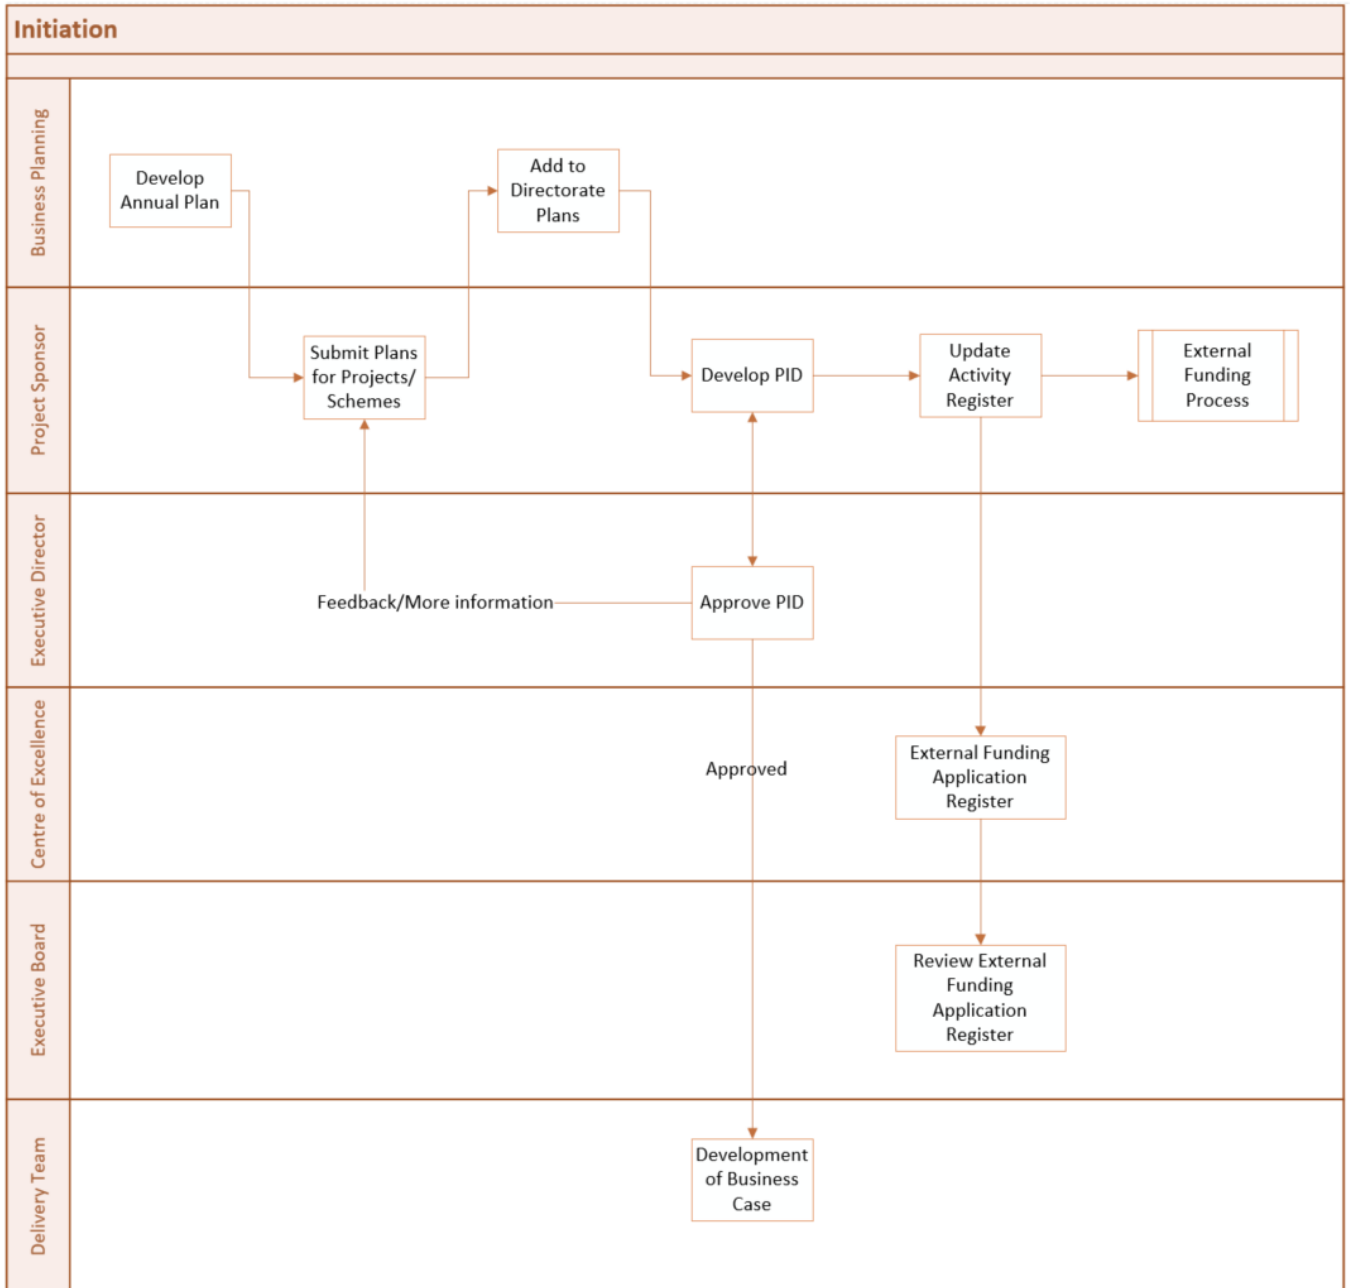 Initiation
Business Planning
Develop
Annual Plan
Add to
Directorate
Plans
Project Sponsor
Submit Plans
for Projects/
Schemes
Develop PID
Update
Activity
Register
External
Funding
Process
Executive Director
Feedback/More information
Approve PID
Centre of Excellence
Approved
External Funding
Application
Register
Executive Board
Review External
Funding
Application
Register
Delivery Team
Development
of Business
Case